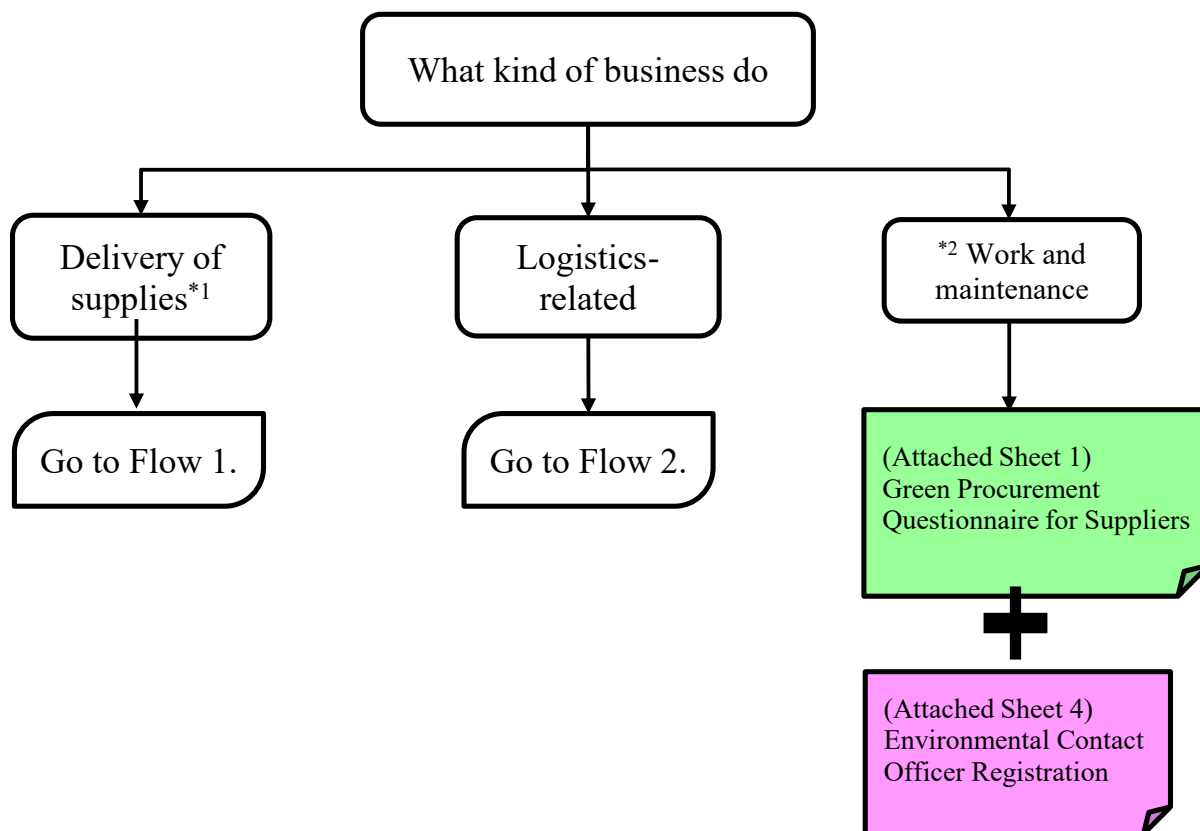 What kind of business do
Delivery of
supplies*1
Logistics-
related
*2 Work and
maintenance
Go to Flow 1.
Go to Flow 2.
(Attached Sheet 1)
Green Procurement
Questionnaire for Suppliers
(Attached Sheet 4)
Environmental Contact
Officer Registration